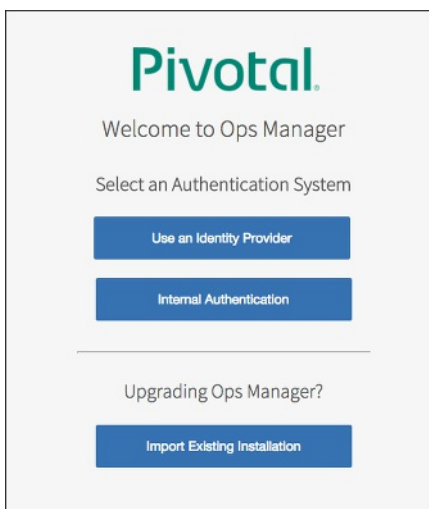 Pivotal.
Welcome to Ops Manager
Select an Authentication System
Use an Identity Provider
Internal Authentication
Upgrading Ops Manager?
Import Existing Installation